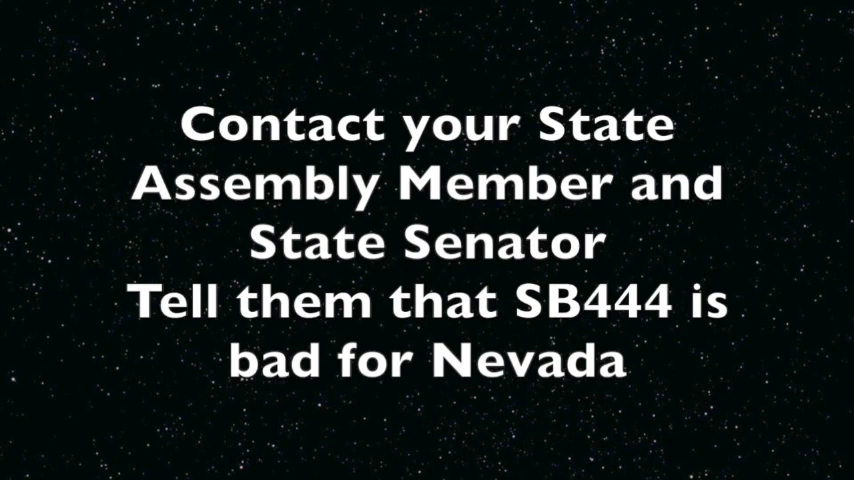 Contact your State
Assembly Member and
State Senator
Tell them that SB444 is
bad for Nevada